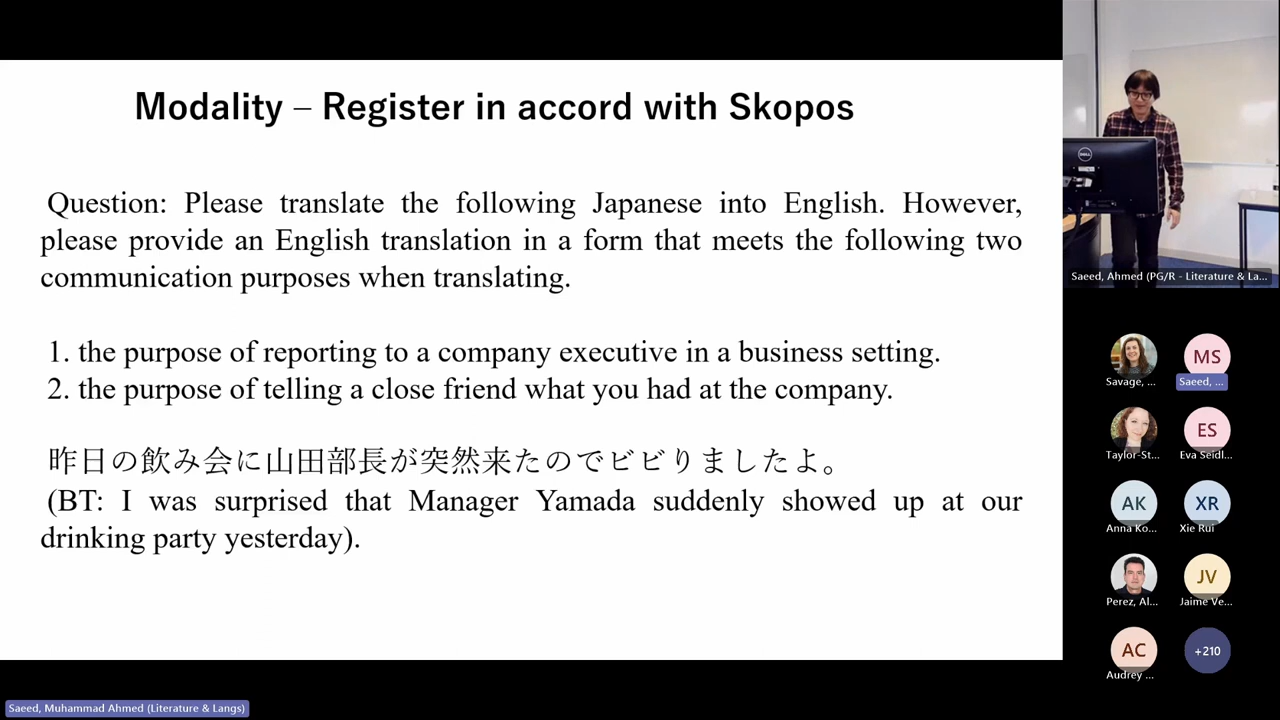 Modality – Register in accord with Skopos
Question: Please translate the following Japanese into English. However,
please provide an English translation in a form that meets the following two
communication purposes when translating.
1. the purpose of reporting to a company executive in a business setting.
2. the purpose of telling a close friend what you had at the company.
昨日の飲み会に山田部長が突然来たのでビビりましたよ。
(BT: I was surprised that Manager Yamada suddenly showed up at our
drinking party yesterday).
DELL
Saeed, Ahmed (PG/R - Literature & La...
MS
Savage, ...
Saeed, ...
ES
Taylor-St...
Eva Seidl...
AK
XR
Anna Ko...
Xie Rui
JV
Perez, Al...
Jaime Ve...
AC
+210
Audrey ...
Saeed, Muhammad Ahmed (Literature & Langs)